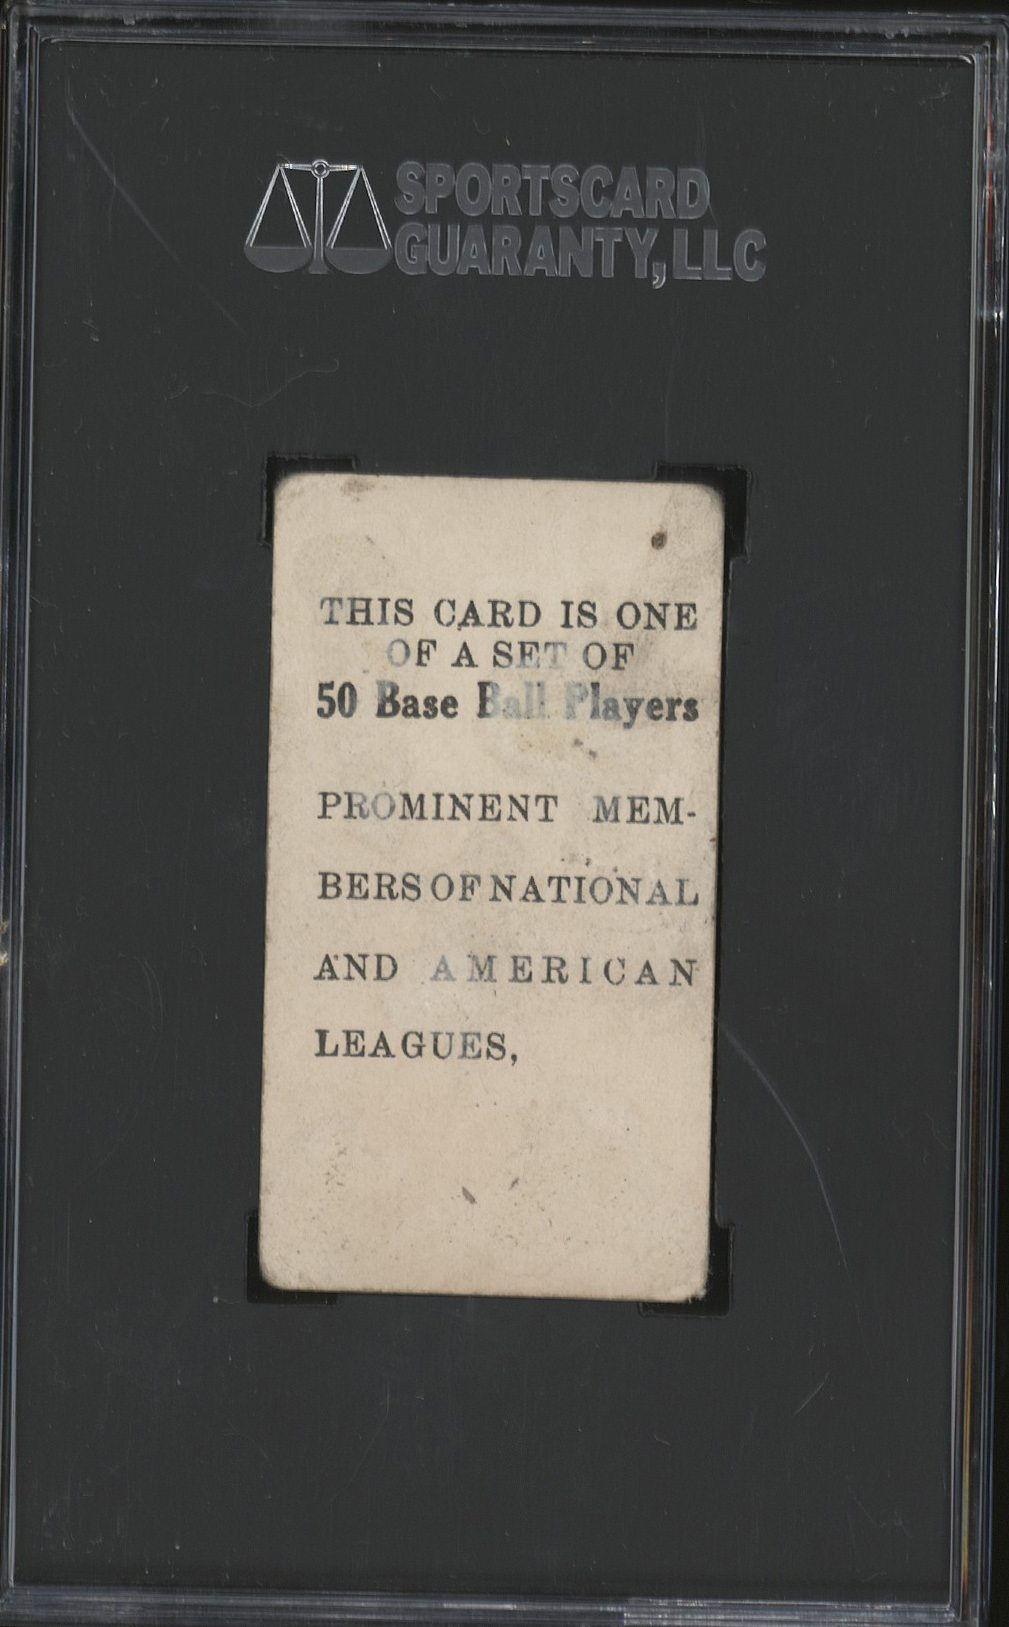 SPORTSCARD
GUARANTY, LLC
THIS CARD IS ONE
OF A SET OF
50 Base Ball Players
PROMINENT MEM-
BERS OF NATIONAL
AND AMERICAN
LEAGUES,